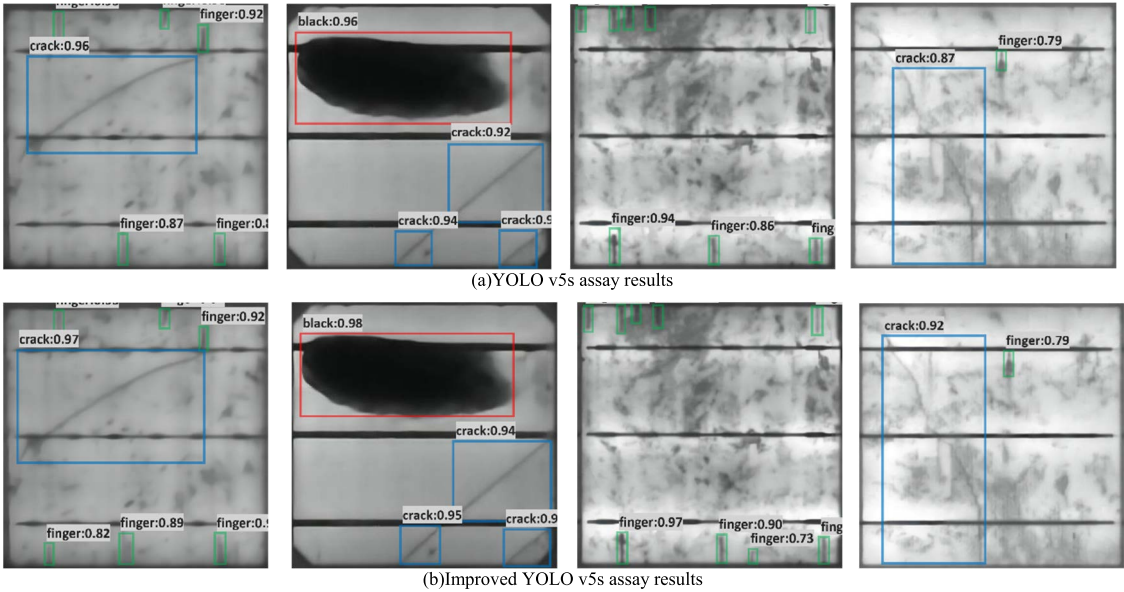 finger:0.92
crack:0.96
finger:0.87
black:0.96
crack:0.92
crack:0.94
finger:0.94
finger:0.86
finger:0.79
crack:0.87
(a)YOLO v5s assay results
finger:0.92
crack:0.97
finger:0.82
finger:0.89
black:0.98
crack:0.94
crack:0.95
finger:0.97
finger:0.90
finger:0.73
crack:0.92
finger:0.79
(b)Improved YOLO v5s assay results